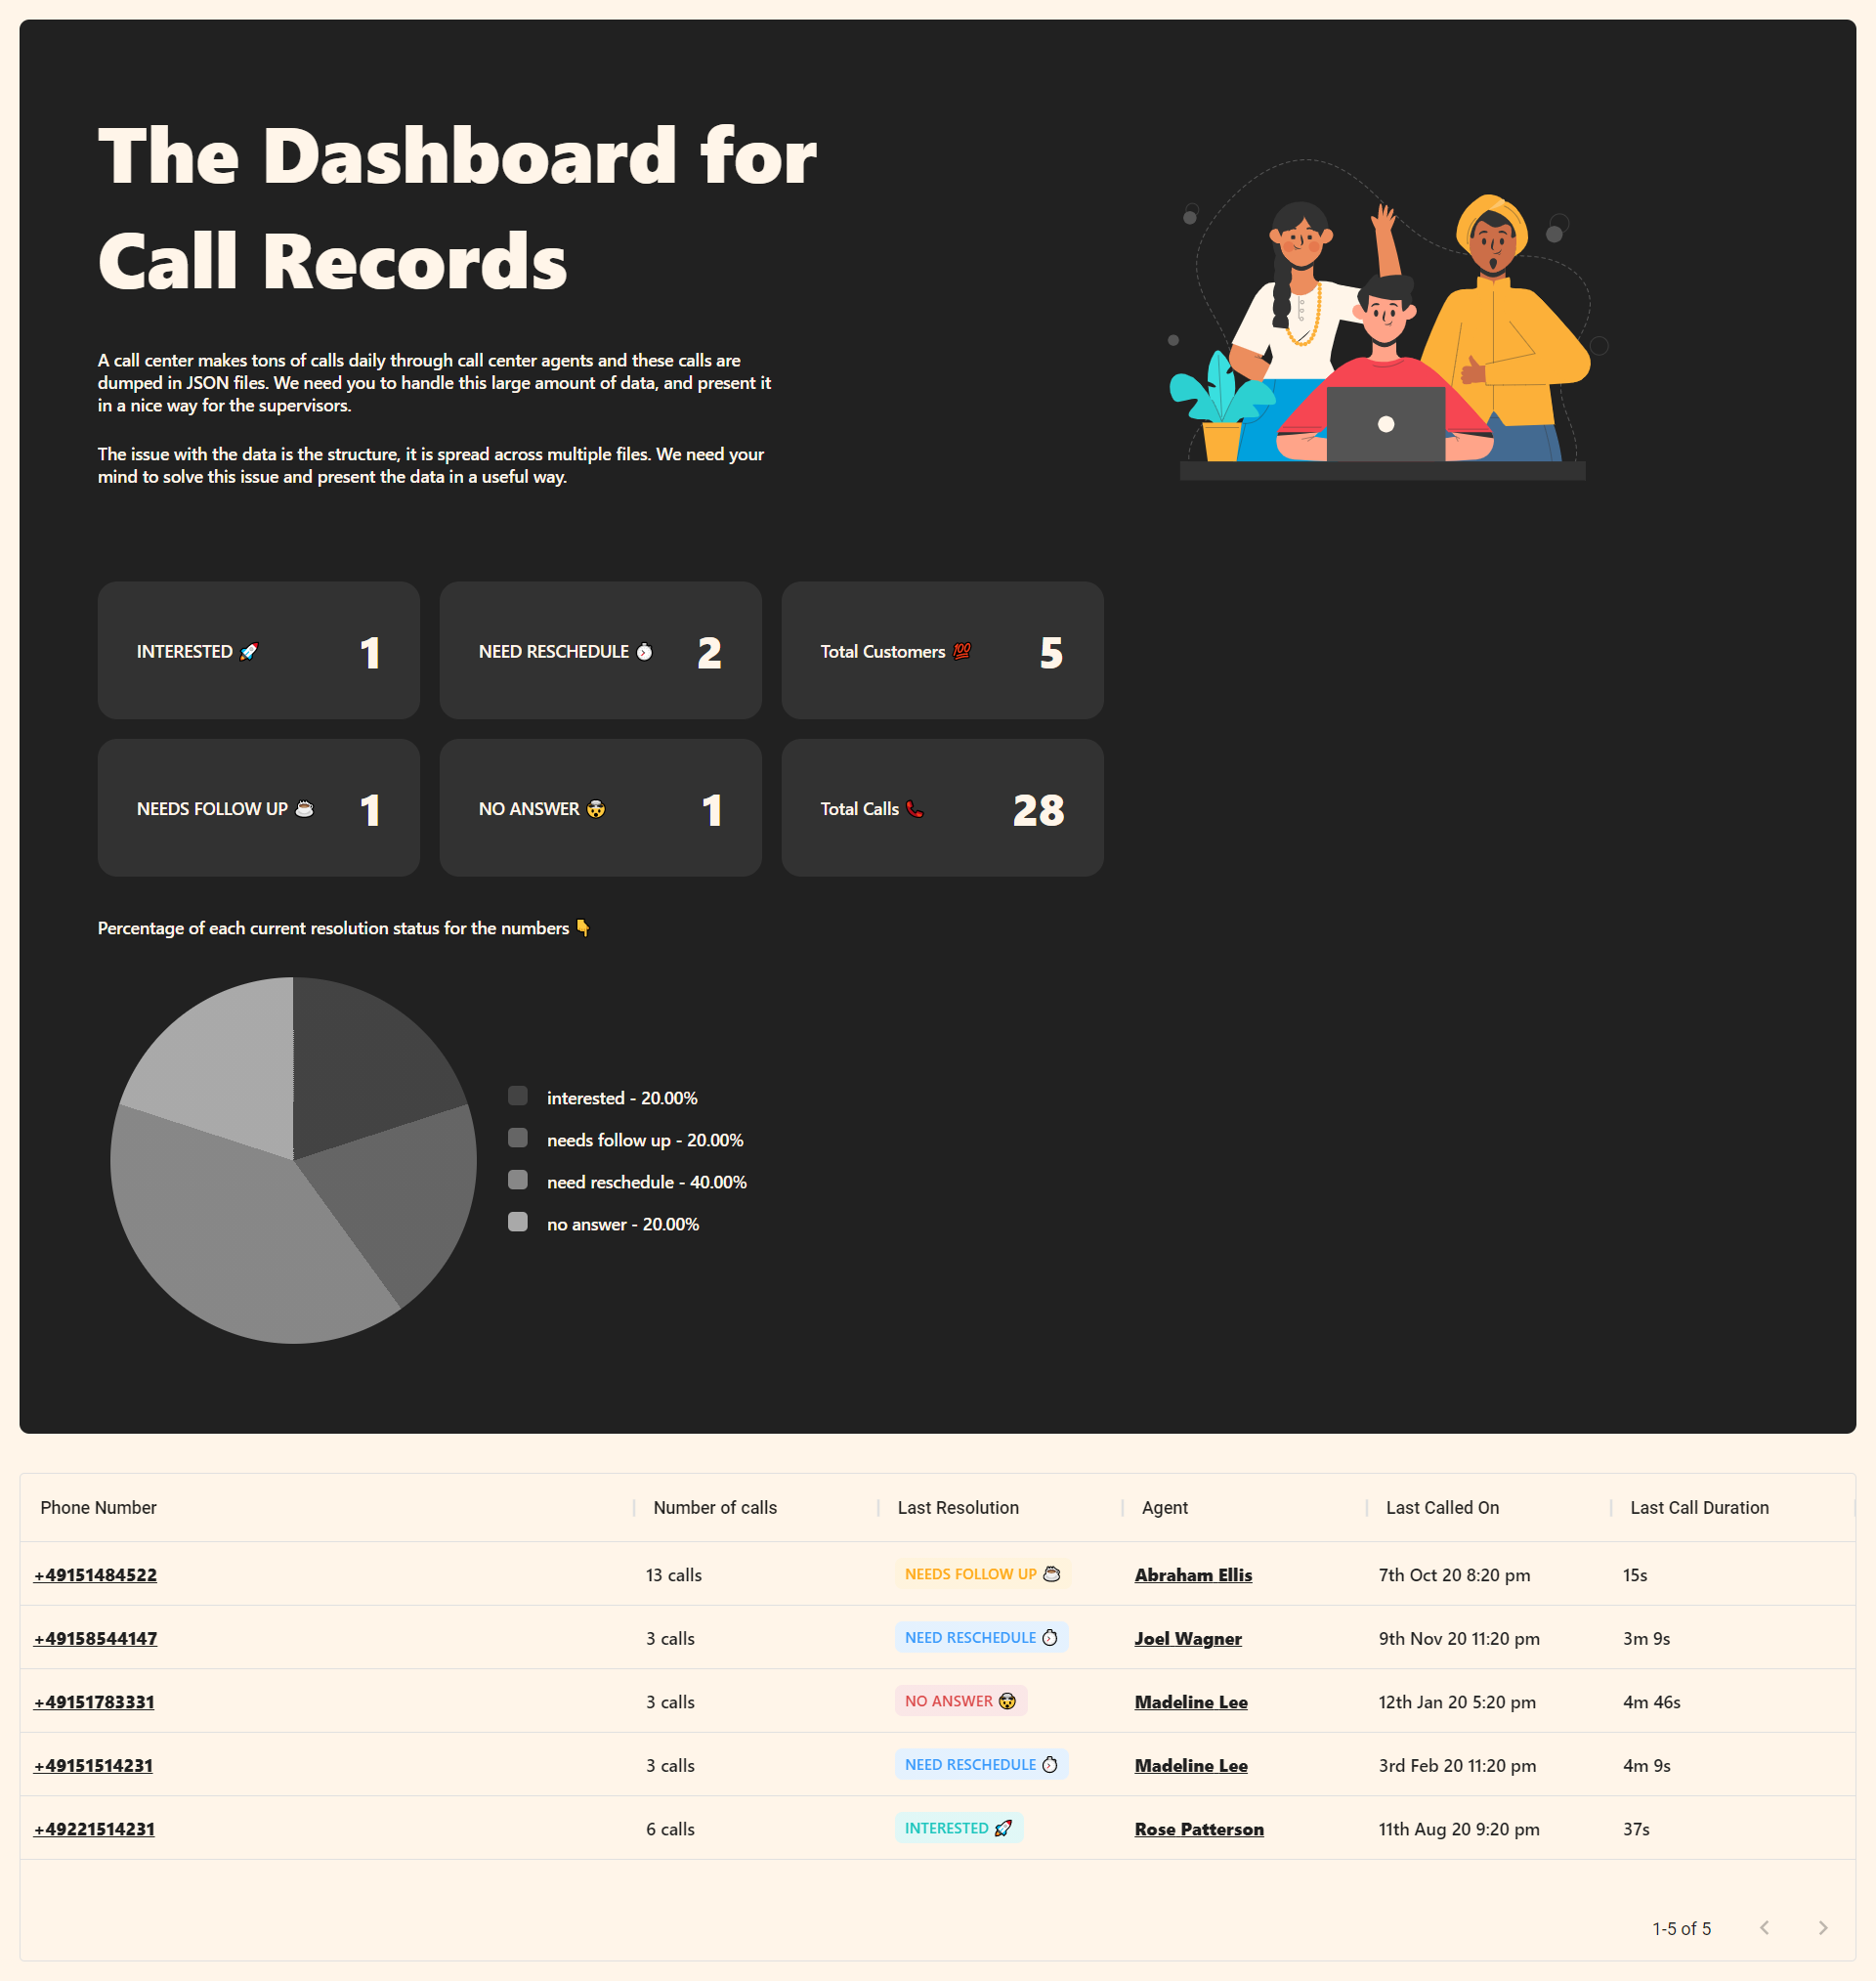 The Dashboard for
Call Records
A call center makes tons of calls daily through call center agents and these calls are
dumped in JSON files. We need you to handle this large amount of data, and present it
in a nice way for the supervisors.
The issue with the data is the structure, it is spread across multiple files. We need your
mind to solve this issue and present the data in a useful way.
INTERESTED 🚀 1
NEED RESCHEDULE ⏱ 2
Total Customers 💯 5
NEEDS FOLLOW UP ☕ 1
NO ANSWER 🤯 1
Total Calls 📞 28
Percentage of each current resolution status for the numbers 👇
interested - 20.00%
needs follow up - 20.00%
need reschedule - 40.00%
no answer - 20.00%
Phone Number Number of calls Last Resolution Agent Last Called On Last Call Duration
+49151484522 13 calls NEEDS FOLLOW UP ☕ Abraham Ellis 7th Oct 20 8:20 pm 15s
+49158544147 3 calls NEED RESCHEDULE ⏱ Joel Wagner 9th Nov 20 11:20 pm 3m 9s
+49151783331 3 calls NO ANSWER 🤯 Madeline Lee 12th Jan 20 5:20 pm 4m 46s
+49151514231 3 calls NEED RESCHEDULE ⏱ Madeline Lee 3rd Feb 20 11:20 pm 4m 9s
+49221514231 6 calls INTERESTED 🚀 Rose Patterson 11th Aug 20 9:20 pm 37s
1-5 of 5